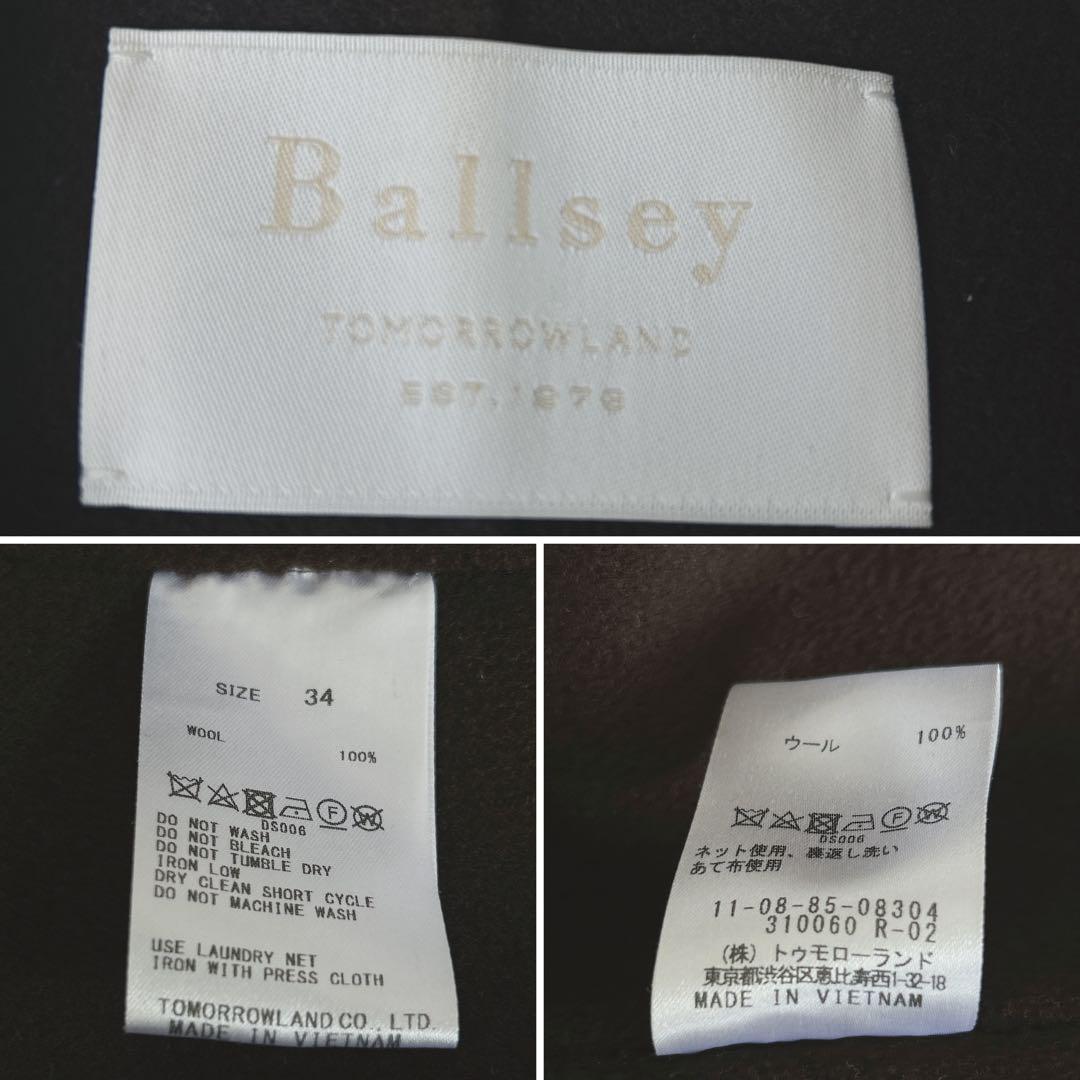 Ballsey
TOMORROWLAND
EST.1978
SIZE 34
WOOL
100%
DS006
DO NOT WASH
DO NOT BLEACH
DO NOT TUMBLE DRY
IRON LOW
DRY CLEAN SHORT CYCLE
DO NOT MACHINE WASH
USE LAUNDRY NET
IRON WITH PRESS CLOTH
TOMORROWLAND CO., LTD.
MADE IN VIETNAM
ウール 100%
DS006
ネット使用、裏返し洗い
あて布使用
11-08-85-08304
310060 R-02
(株)トゥモローランド
東京都渋谷区恵比寿西1-32-18
MADE IN VIETNAM